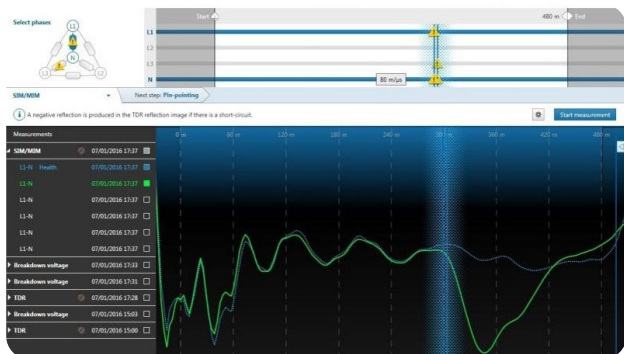 Select phases
L1
N
L3
L2
Start
480 m
End
L1
L2
L3
N
80 m/µs
SIM/MIM
Next step: Pin-pointing
A negative reflection is produced in the TDR reflection image if there is a short-circuit.
Start measurement
Measurements
0 m
60 m
120 m
180 m
240 m
300 m
360 m
420 m
480 m
SIM/MIM 07/01/2016 17:37
L1-N Health 07/01/2016 17:37
L1-N 07/01/2016 17:37
L1-N 07/01/2016 17:37
L1-N 07/01/2016 17:37
L1-N 07/01/2016 17:37
L1-N 07/01/2016 17:37
Breakdown voltage 07/01/2016 17:33
Breakdown voltage 07/01/2016 17:31
TDR 07/01/2016 17:28
Breakdown voltage 07/01/2016 15:03
TDR 07/01/2016 15:00